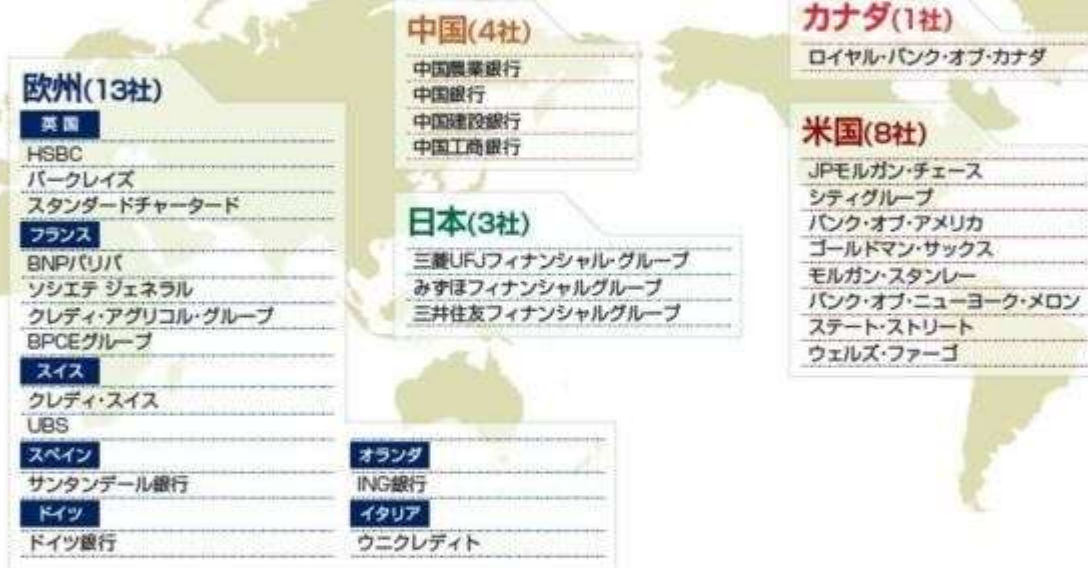 欧州(13社)
英国
HSBC
バークレイズ
スタンダードチャータード
フランス
BNPパリバ
ソシエテ ジェネラル
クレディ・アグリコル・グループ
BPCEグループ
スイス
クレディ・スイス
UBS
スペイン
サンタンデール銀行
ドイツ
ドイツ銀行
オランダ
ING銀行
イタリア
ウニクレディト
中国(4社)
中国農業銀行
中国銀行
中国建設銀行
中国工商銀行
日本(3社)
三菱UFJフィナンシャル・グループ
みずほフィナンシャルグループ
三井住友フィナンシャルグループ
カナダ(1社)
ロイヤル・バンク・オブ・カナダ
米国(8社)
JPモルガン・チェース
シティグループ
バンク・オブ・アメリカ
ゴールドマン・サックス
モルガン・スタンレー
バンク・オブ・ニューヨーク・メロン
ステート・ストリート
ウェルズ・ファーゴ